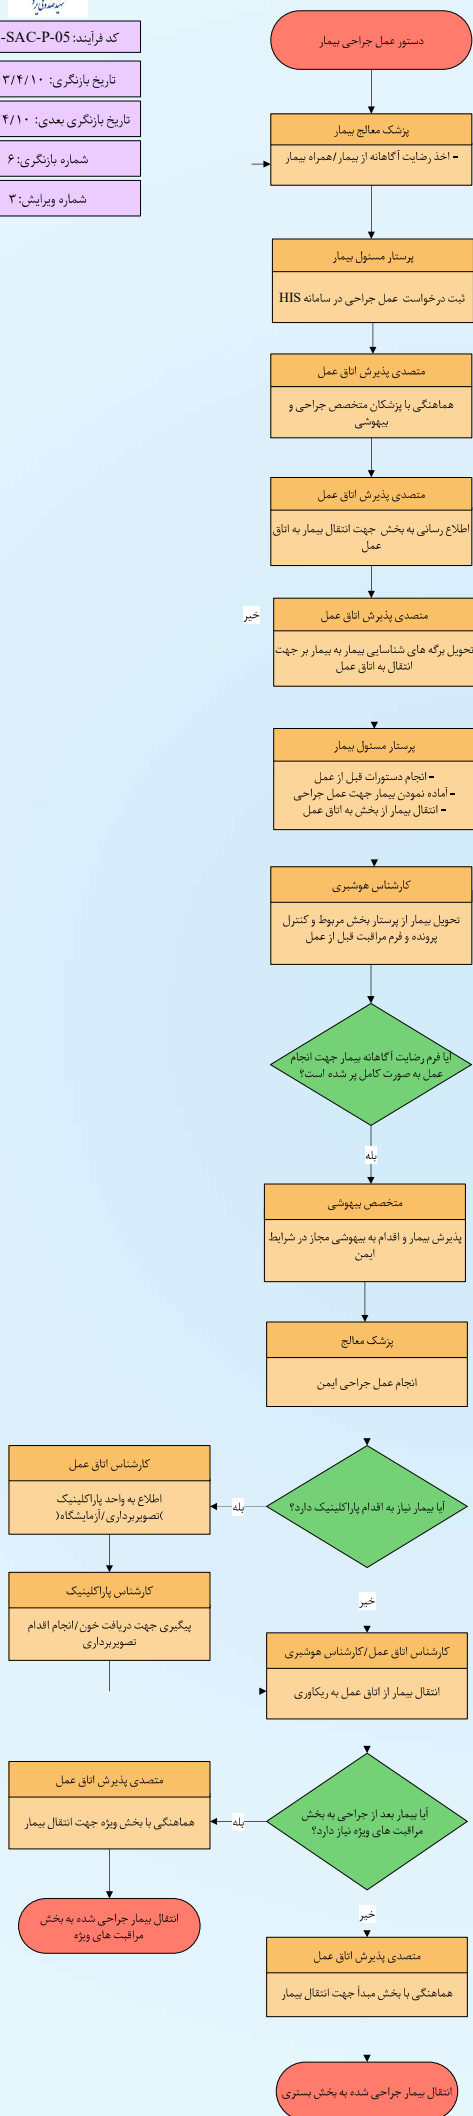 کد فرآیند: SAC-P-05-
تاریخ بازنگری: ۳/۴/۱۰
تاریخ بازنگری بعدی: ۴/۱۰
شماره بازنگری: ۶
شماره ویرایش: ۳
دستور عمل جراحی بیمار
پزشک معالج بیمار
- اخذ رضایت آگاهانه از بیمار/همراه بیمار
پرستار مسئول بیمار
ثبت درخواست عمل جراحی در سامانه HIS
متصدی پذیرش اتاق عمل
هماهنگی با پزشکان متخصص جراحی و
بیهوشی
متصدی پذیرش اتاق عمل
اطلاع رسانی به بخش جهت انتقال بیمار به اتاق
عمل
خیر
متصدی پذیرش اتاق عمل
تحویل برگه های شناسایی بیمار به بیمار بر جهت
انتقال به اتاق عمل
پرستار مسئول بیمار
- انجام دستورات قبل از عمل
- آماده نمودن بیمار جهت عمل جراحی
- انتقال بیمار از بخش به اتاق عمل
کارشناس هوشبری
تحویل بیمار از پرستار بخش مربوط و کنترل
پرونده و فرم مراقبت قبل از عمل
آیا فرم رضایت آگاهانه بیمار جهت انجام
عمل به صورت کامل پر شده است؟
بله
متخصص بیهوشی
پذیرش بیمار و اقدام به بیهوشی مجاز در شرایط
ایمن
پزشک معالج
انجام عمل جراحی ایمن
آیا بیمار نیاز به اقدام پاراکلینیک دارد؟
بله
کارشناس اتاق عمل
اطلاع به واحد پاراکلینیک
)تصویربرداری/آزمایشگاه(
کارشناس پاراکلینیک
پیگیری جهت دریافت خون/انجام اقدام
تصویربرداری
خیر
کارشناس اتاق عمل/کارشناس هوشبری
انتقال بیمار از اتاق عمل به ریکاوری
آیا بیمار بعد از جراحی به بخش
مراقبت های ویژه نیاز دارد؟
بله
متصدی پذیرش اتاق عمل
هماهنگی با بخش ویژه جهت انتقال بیمار
انتقال بیمار جراحی شده به بخش
مراقبت های ویژه
خیر
متصدی پذیرش اتاق عمل
هماهنگی با بخش مبدأ جهت انتقال بیمار
انتقال بیمار جراحی شده به بخش بستری